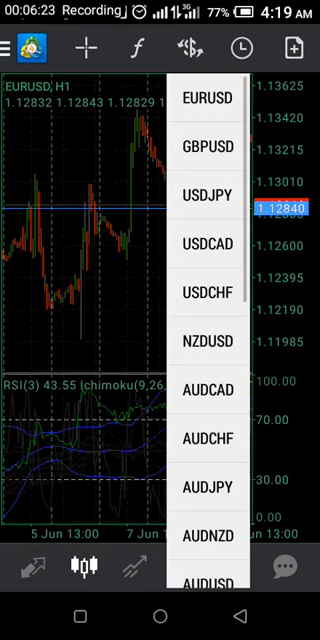 00:06:23 Recording) 3G 77% 4:19 AM
f $
EURUSD, H1
1.12832 1.12843 1.12829 1
EURUSD
GBPUSD
USDJPY
USDCAD
USDCHF
NZDUSD
AUDCAD
AUDCHF
AUDJPY
AUDNZD
AUDUSD
1.13625
1.13420
1.13215
1.13010
1.12840
1.12600
1.12395
1.12190
1.11985
RSI(3) 43.55 Ichimoku(9,26,
100.00
70.00
30.00
0.00
5 Jun 13:00 7 Jun 13:00